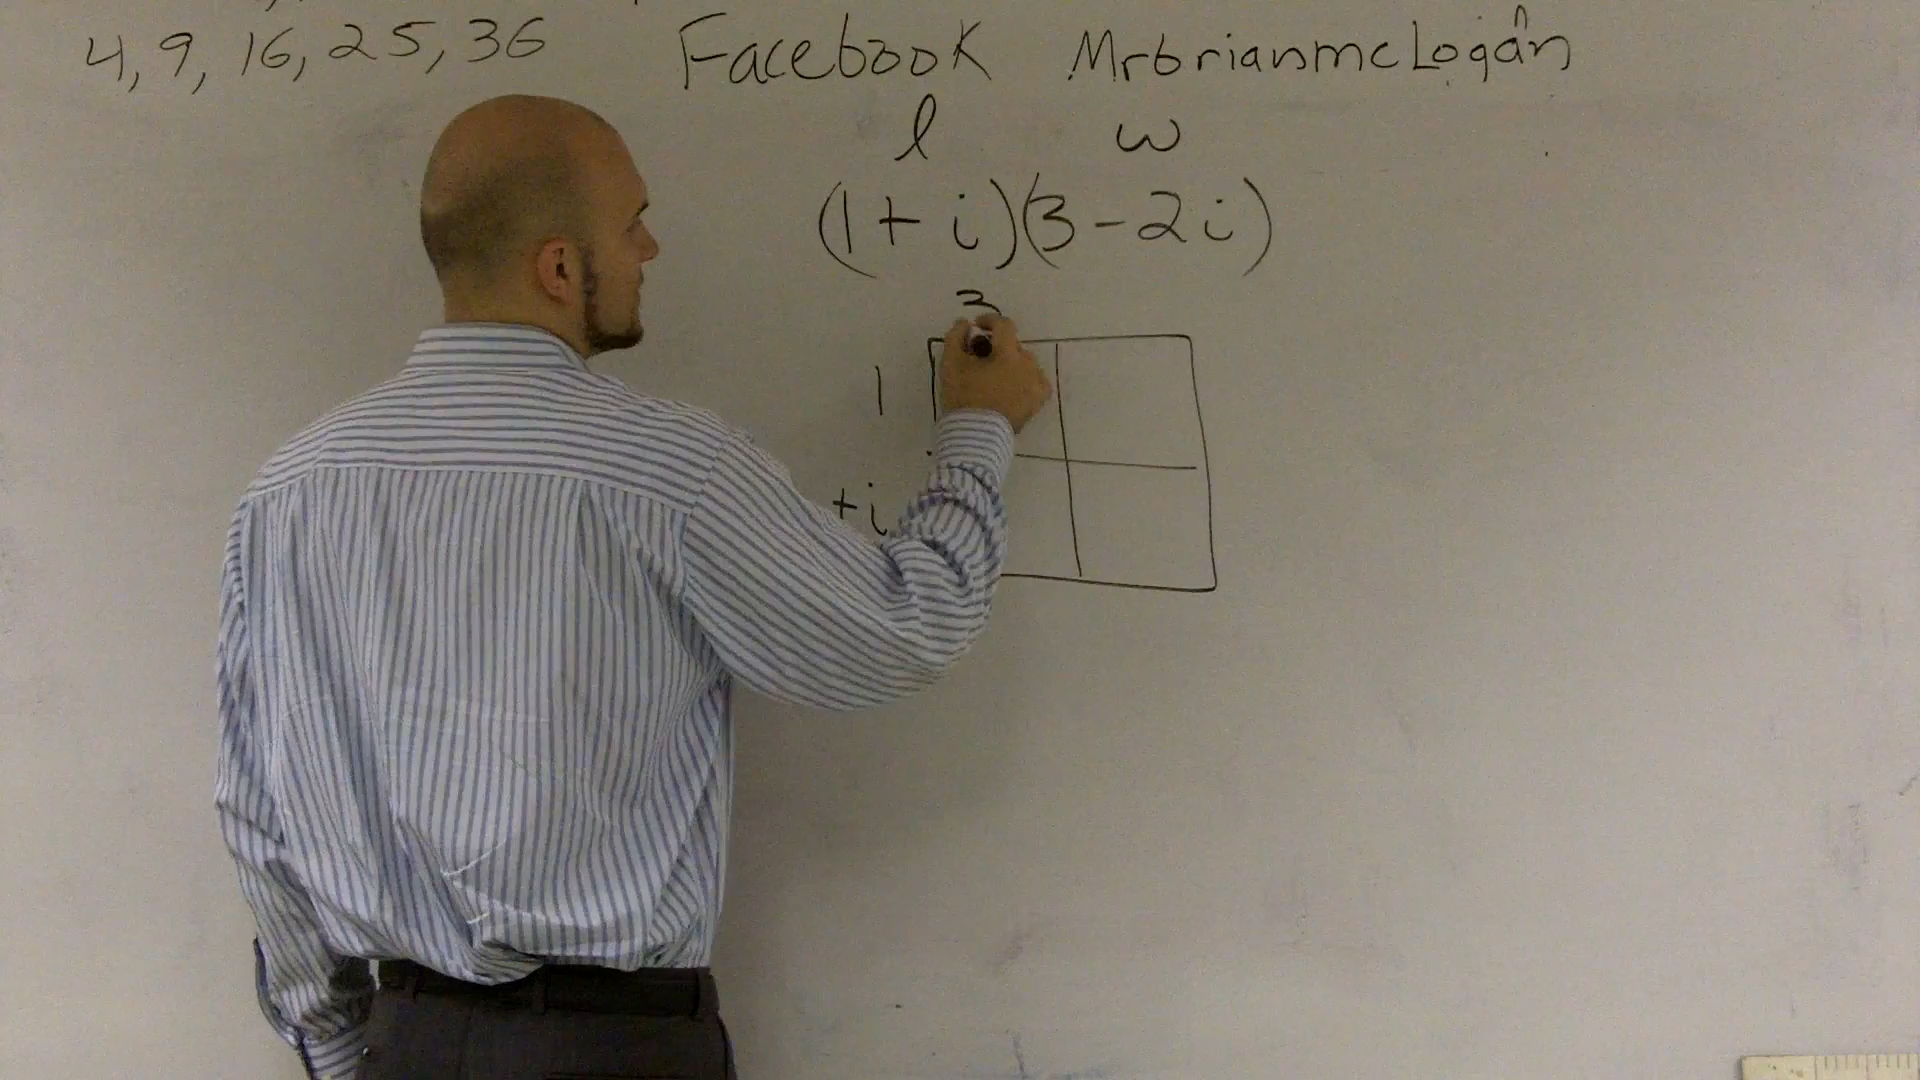 4, 9, 16, 25, 36 Facebook MrbrianmcLogan
l w
(1 + i)(3 - 2i)
3
1
+i